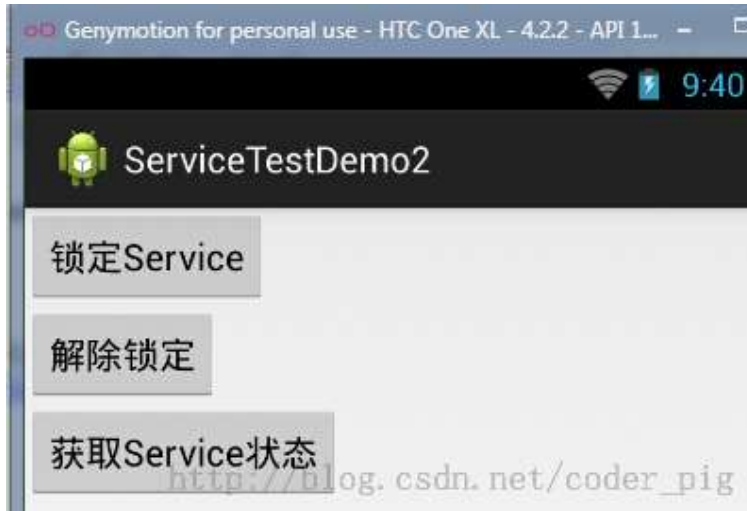 Genymotion for personal use - HTC One XL - 4.2.2 - API 1...
9:40
ServiceTestDemo2
锁定Service
解除锁定
获取Service状态
http://blog.csdn.net/coder_pig